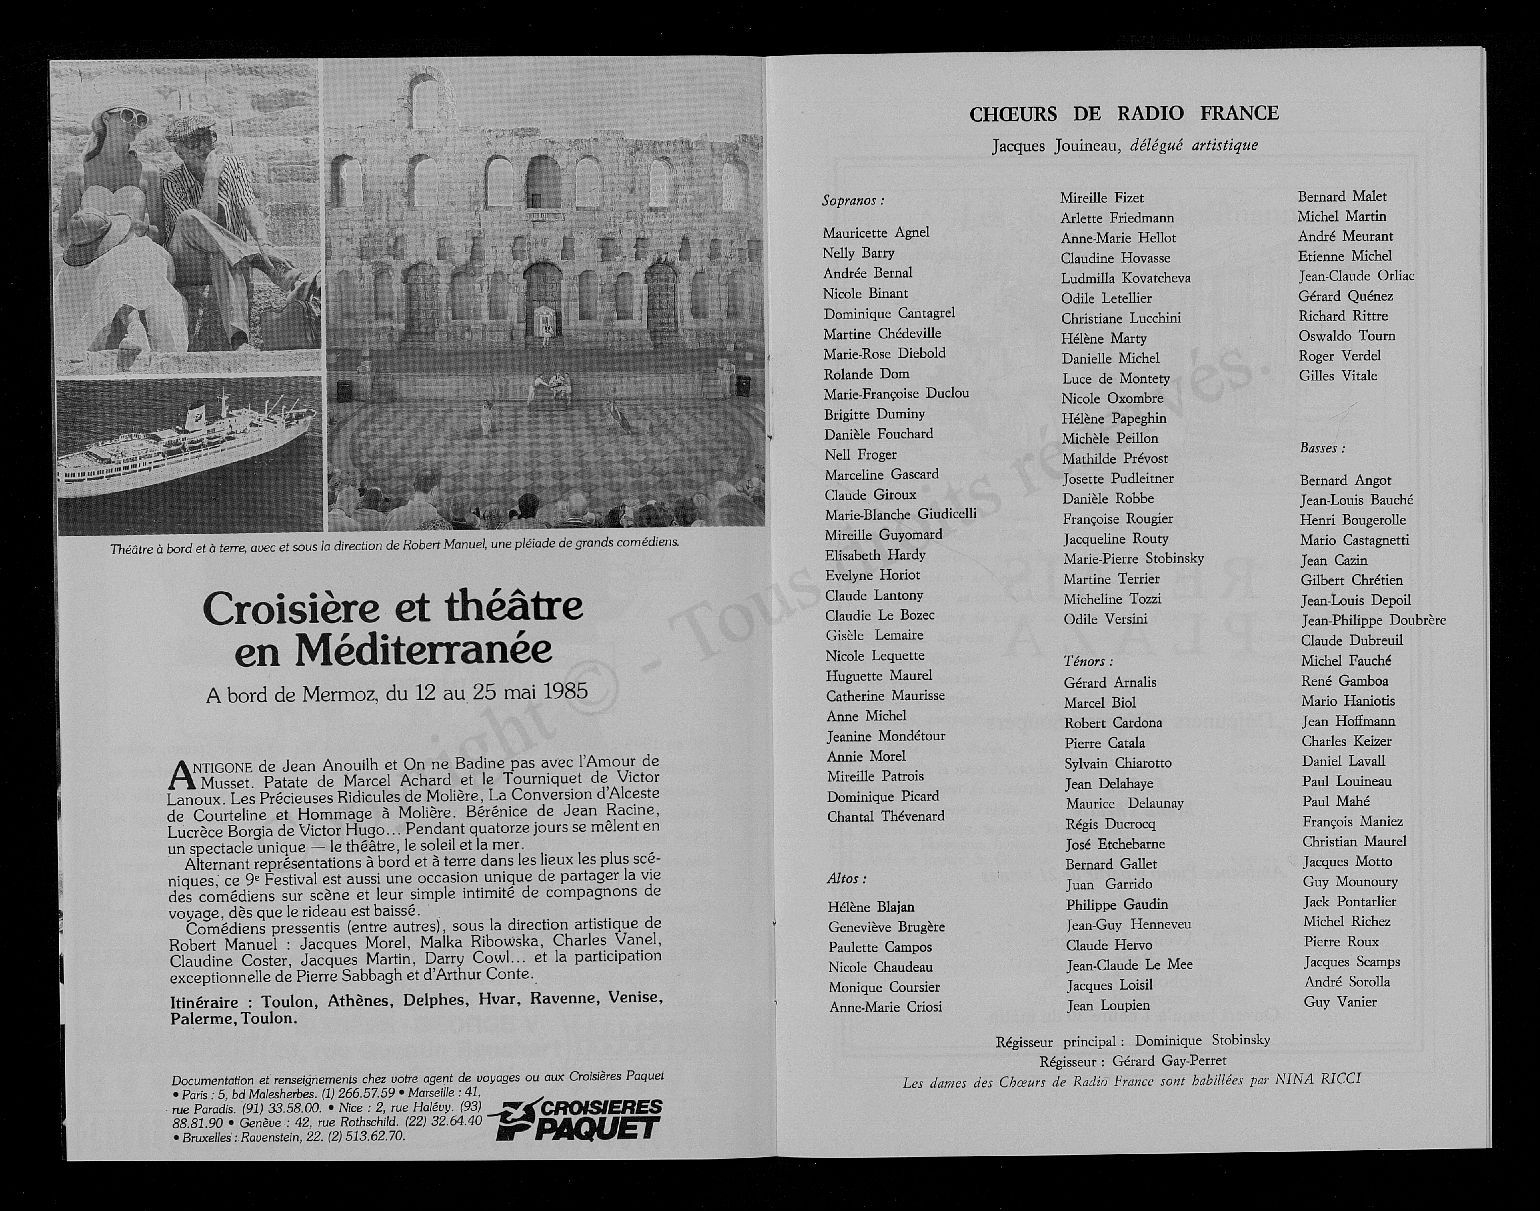 Théâtre à bord et à terre, avec et sous la direction de Robert Manuel, une pléiade de grands comédiens.
Croisière et théâtre
en Méditerranée
A bord de Mermoz, du 12 au 25 mai 1985
ANTIGONE de Jean Anouilh et On ne Badine pas avec l'Amour de
Musset. Patate de Marcel Achard et le Tourniquet de Victor
Lanoux. Les Précieuses Ridicules de Molière, La Conversion d'Alceste
de Courteline et Hommage à Molière. Bérénice de Jean Racine,
Lucrèce Borgia de Victor Hugo... Pendant quatorze jours se mêlent en
un spectacle unique — le théâtre, le soleil et la mer.
Alternant représentations à bord et à terre dans les lieux les plus scé-
niques, ce 9e Festival est aussi une occasion unique de partager la vie
des comédiens sur scène et leur simple intimité de compagnons de
voyage, dès que le rideau est baissé.
Comédiens pressentis (entre autres), sous la direction artistique de
Robert Manuel : Jacques Morel, Malka Ribowska, Charles Vanel,
Claudine Coster, Jacques Martin, Darry Cowl... et la participation
exceptionnelle de Pierre Sabbagh et d'Arthur Conte.
Itinéraire : Toulon, Athènes, Delphes, Hvar, Ravenne, Venise,
Palerme, Toulon.
Documentation et renseignements chez votre agent de voyages ou aux Croisières Paquet
• Paris : 5, bd Malesherbes. (1) 266.57.59 • Marseille : 41,
rue Paradis. (91) 33.58.00. • Nice : 2, rue Halévy. (93)
88.81.90 • Genève : 42, rue Rothschild. (22) 32.64.40
• Bruxelles : Ravenstein, 22. (2) 513.62.70.
CROISIERES
PAQUET
CHŒURS DE RADIO FRANCE
Jacques Jouineau, délégué artistique
Sopranos :
Mauricette Agnel
Nelly Barry
Andrée Bernal
Nicole Binant
Dominique Cantagrel
Martine Chédeville
Marie-Rose Diebold
Rolande Dom
Marie-Françoise Duclou
Brigitte Duminy
Danièle Fouchard
Nell Froger
Marceline Gascard
Claude Giroux
Marie-Blanche Giudicelli
Mireille Guyomard
Elisabeth Hardy
Evelyne Horiot
Claude Lantony
Claudie Le Bozec
Gisèle Lemaire
Nicole Lequette
Huguette Maurel
Catherine Maurisse
Anne Michel
Jeanine Mondétour
Annie Morel
Mireille Patrois
Dominique Picard
Chantal Thévenard
Altos :
Hélène Blajan
Geneviève Brugère
Paulette Campos
Nicole Chaudeau
Monique Coursier
Anne-Marie Criosi
Mireille Fizet
Arlette Friedmann
Anne-Marie Hellot
Claudine Hovasse
Ludmilla Kovatcheva
Odile Letellier
Christiane Lucchini
Hélène Marty
Danielle Michel
Luce de Montety
Nicole Oxombre
Hélène Papeghin
Michèle Peillon
Mathilde Prévost
Josette Pudleitner
Danièle Robbe
Françoise Rougier
Jacqueline Routy
Marie-Pierre Stobinsky
Martine Terrier
Micheline Tozzi
Odile Versini
Ténors :
Gérard Arnalis
Marcel Biol
Robert Cardona
Pierre Catala
Sylvain Chiarotto
Jean Delahaye
Maurice Delaunay
Régis Ducrocq
José Etchebarne
Bernard Gallet
Juan Garrido
Philippe Gaudin
Jean-Guy Henneveu
Claude Hervo
Jean-Claude Le Mee
Jacques Loisil
Jean Loupien
Bernard Malet
Michel Martin
André Meurant
Etienne Michel
Jean-Claude Orliac
Gérard Quénez
Richard Rittre
Oswaldo Tourn
Roger Verdel
Gilles Vitale
Basses :
Bernard Angot
Jean-Louis Bauché
Henri Bougerolle
Mario Castagnetti
Jean Cazin
Gilbert Chrétien
Jean-Louis Depoil
Jean-Philippe Doubrère
Claude Dubreuil
Michel Fauché
René Gamboa
Mario Haniotis
Jean Hoffmann
Charles Keizer
Daniel Lavall
Paul Louineau
Paul Mahé
François Maniez
Christian Maurel
Jacques Motto
Guy Mounoury
Jack Pontarlier
Michel Richez
Pierre Roux
Jacques Scamps
André Sorolla
Guy Vanier
Régisseur principal : Dominique Stobinsky
Régisseur : Gérard Gay-Perret
Les dames des Chœurs de Radio France sont habillées par NINA RICCI
© - Tous droits réservés.